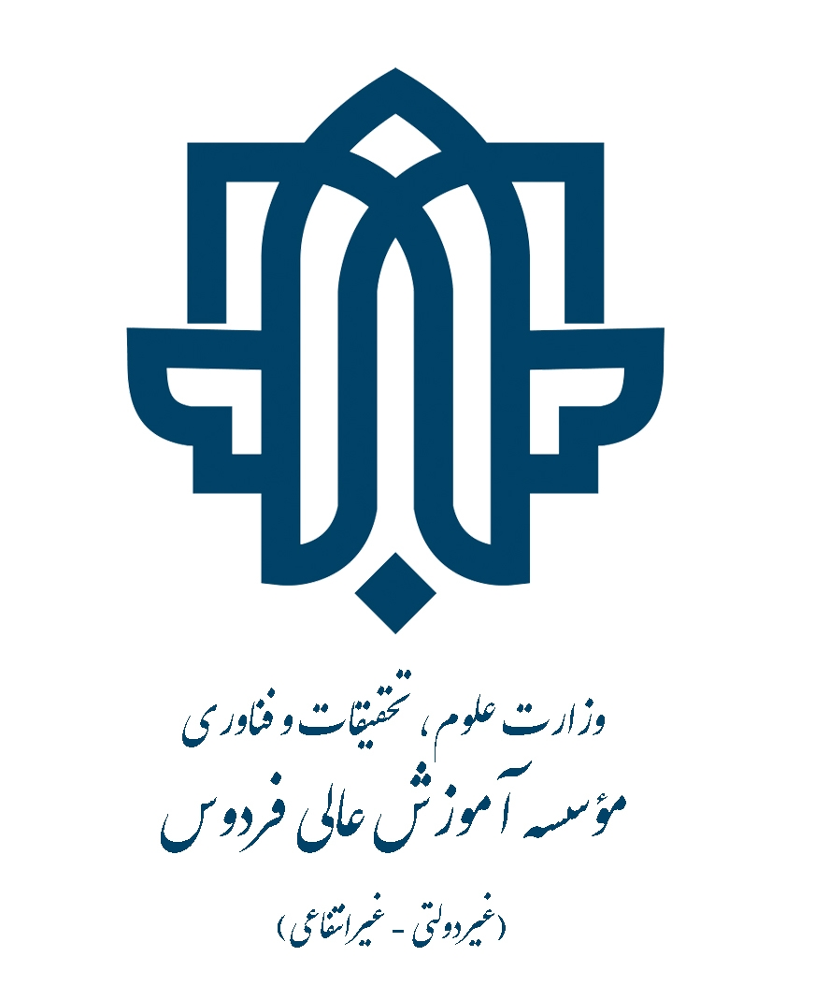 وزارت علوم، تحقیقات و فناوری
مؤسسه آموزش عالی فردوس
(غیردولتی - غیرانتفاعی)